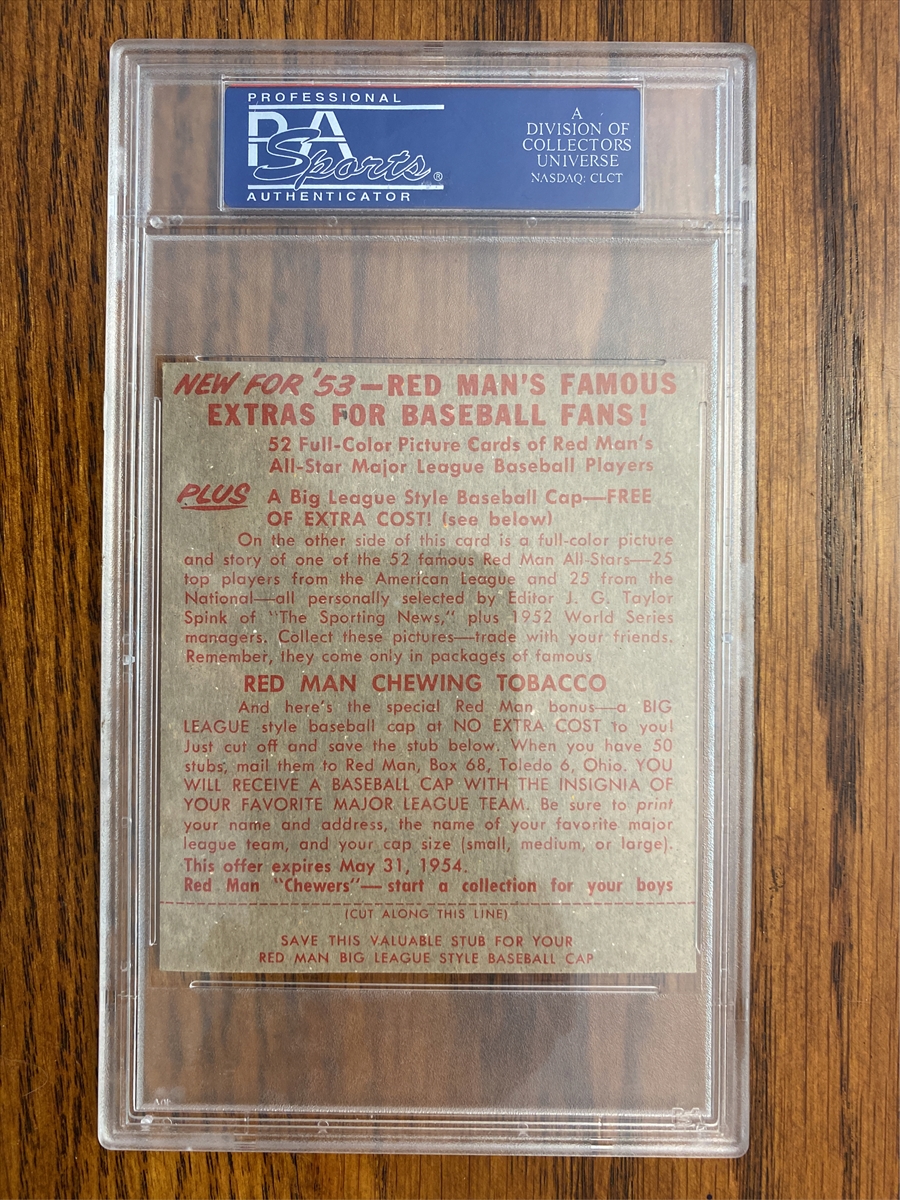 PROFESSIONAL
PSA
Sports®
AUTHENTICATOR
A
DIVISION OF
COLLECTORS
UNIVERSE
NASDAQ: CLCT
NEW FOR '53—RED MAN'S FAMOUS
EXTRAS FOR BASEBALL FANS!
52 Full-Color Picture Cards of Red Man's
All-Star Major League Baseball Players
PLUS A Big League Style Baseball Cap—FREE
OF EXTRA COST! (see below)
On the other side of this card is a full-color picture
and story of one of the 52 famous Red Man All-Stars—25
top players from the American League and 25 from the
National—all personally selected by Editor J. G. Taylor
Spink of "The Sporting News," plus 1952 World Series
managers. Collect these pictures—trade with your friends.
Remember, they come only in packages of famous
RED MAN CHEWING TOBACCO
And here's the special Red Man bonus—a BIG
LEAGUE style baseball cap at NO EXTRA COST to you!
Just cut off and save the stub below. When you have 50
stubs, mail them to Red Man, Box 68, Toledo 6, Ohio. YOU
WILL RECEIVE A BASEBALL CAP WITH THE INSIGNIA OF
YOUR FAVORITE MAJOR LEAGUE TEAM. Be sure to print
your name and address, the name of your favorite major
league team, and your cap size (small, medium, or large).
This offer expires May 31, 1954.
Red Man "Chewers"—start a collection for your boys
(CUT ALONG THIS LINE)
SAVE THIS VALUABLE STUB FOR YOUR
RED MAN BIG LEAGUE STYLE BASEBALL CAP